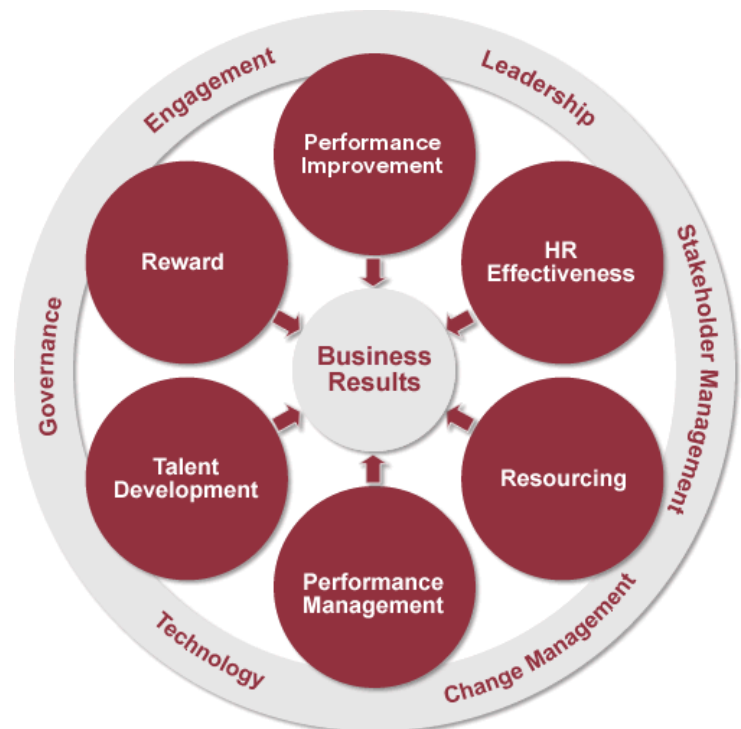 Engagement
Leadership
Performance
Improvement
Reward
HR
Effectiveness
Stakeholder Management
Governance
Business
Results
Talent
Development
Resourcing
Performance
Management
Technology
Change Management